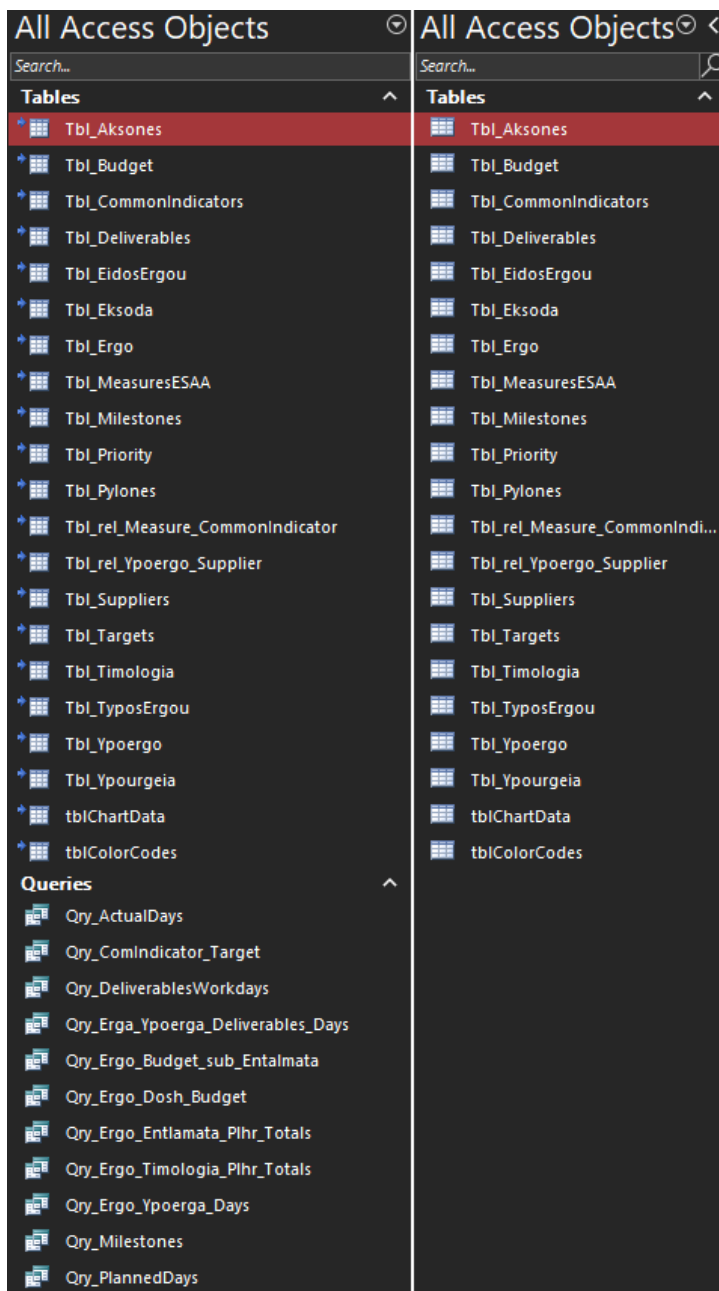 All Access Objects
Search...
Tables
Tbl_Aksones
Tbl_Budget
Tbl_CommonIndicators
Tbl_Deliverables
Tbl_EidosErgou
Tbl_Eksoda
Tbl_Ergo
Tbl_MeasuresESAA
Tbl_Milestones
Tbl_Priority
Tbl_Pylones
Tbl_rel_Measure_CommonIndicator
Tbl_rel_Ypoergo_Supplier
Tbl_Suppliers
Tbl_Targets
Tbl_Timologia
Tbl_TyposErgou
Tbl_Ypoergo
Tbl_Ypourgeia
tblChartData
tblColorCodes
Queries
Qry_ActualDays
Qry_ComIndicator_Target
Qry_DeliverablesWorkdays
Qry_Erga_Ypoerga_Deliverables_Days
Qry_Ergo_Budget_sub_Entalmata
Qry_Ergo_Dosh_Budget
Qry_Ergo_Entlamata_Plhr_Totals
Qry_Ergo_Timologia_Plhr_Totals
Qry_Ergo_Ypoerga_Days
Qry_Milestones
Qry_PlannedDays
All Access Objects
Search...
Tables
Tbl_Aksones
Tbl_Budget
Tbl_CommonIndicators
Tbl_Deliverables
Tbl_EidosErgou
Tbl_Eksoda
Tbl_Ergo
Tbl_MeasuresESAA
Tbl_Milestones
Tbl_Priority
Tbl_Pylones
Tbl_rel_Measure_CommonIndi...
Tbl_rel_Ypoergo_Supplier
Tbl_Suppliers
Tbl_Targets
Tbl_Timologia
Tbl_TyposErgou
Tbl_Ypoergo
Tbl_Ypourgeia
tblChartData
tblColorCodes